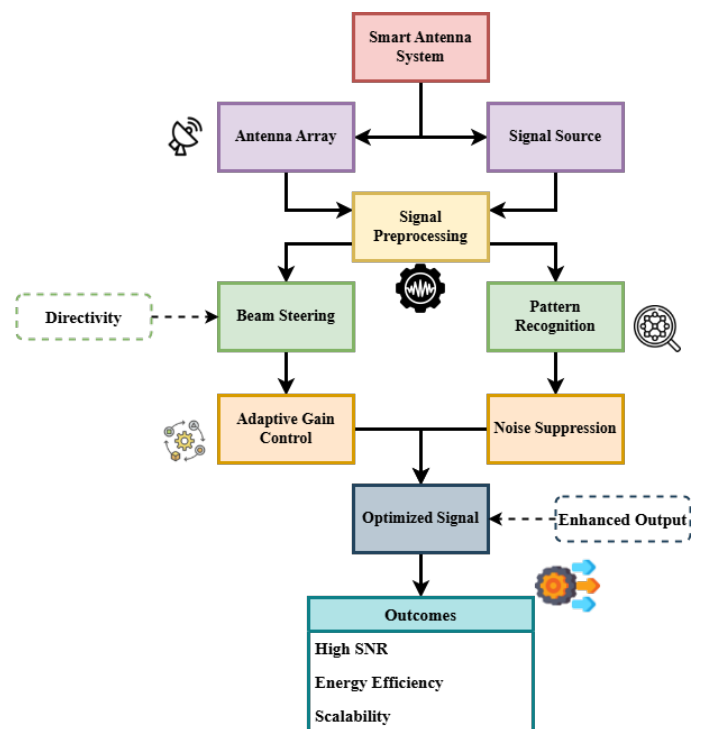 Smart Antenna
System
Antenna Array
Signal Source
Signal
Preprocessing
Directivity
Beam Steering
Pattern
Recognition
Adaptive Gain
Control
Noise Suppression
Optimized Signal
Enhanced Output
Outcomes
High SNR
Energy Efficiency
Scalability